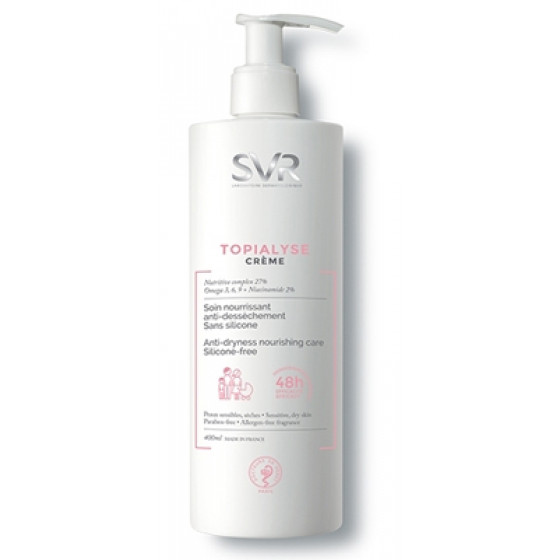 SVR
LABORATOIRE DERMATOLOGIQUE
TOPIALYSE
CRÈME
Nutritive complex 27%
Omega 3, 6, 9 + Niacinamide 2%
Soin nourrissant
anti-dessèchement
Sans silicone
Anti-dryness nourishing care
Silicone-free
48h
Peaux sensibles, sèches • Sensitive, dry skin
Paraben-free • Allergen-free fragrance
400ml MADE IN FRANCE
PARIS